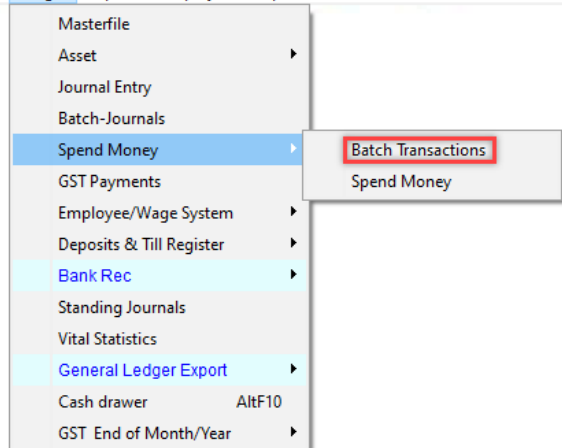 Masterfile
Asset
Journal Entry
Batch-Journals
Spend Money
Batch Transactions
GST Payments
Spend Money
Employee/Wage System
Deposits & Till Register
Bank Rec
Standing Journals
Vital Statistics
General Ledger Export
Cash drawer AltF10
GST End of Month/Year